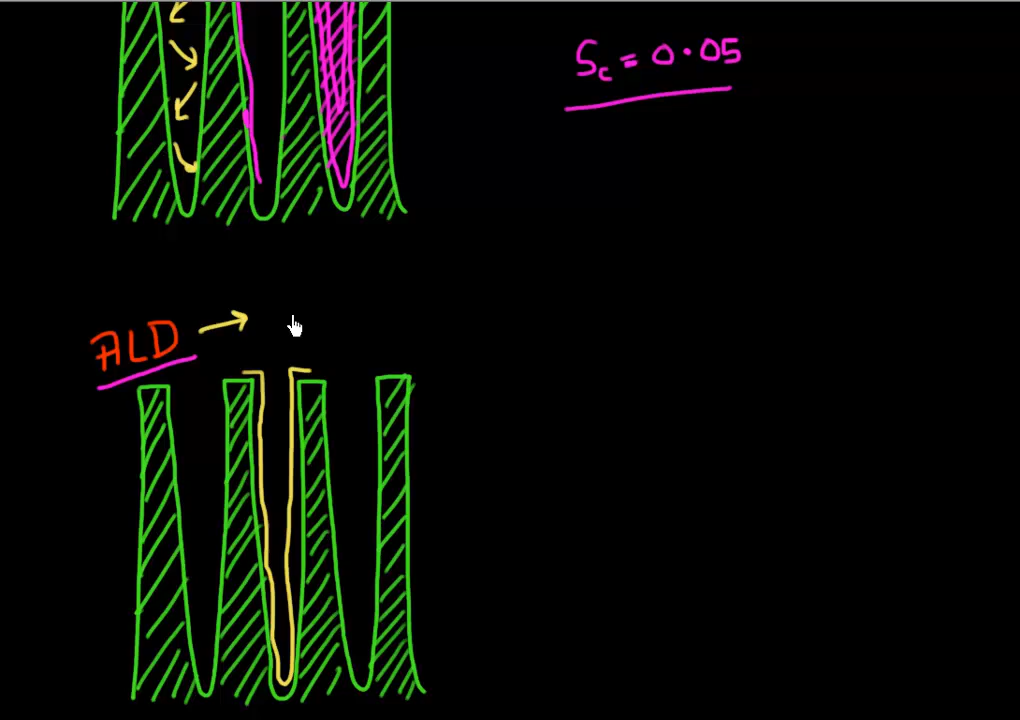 Sc = 0.05
ALD →